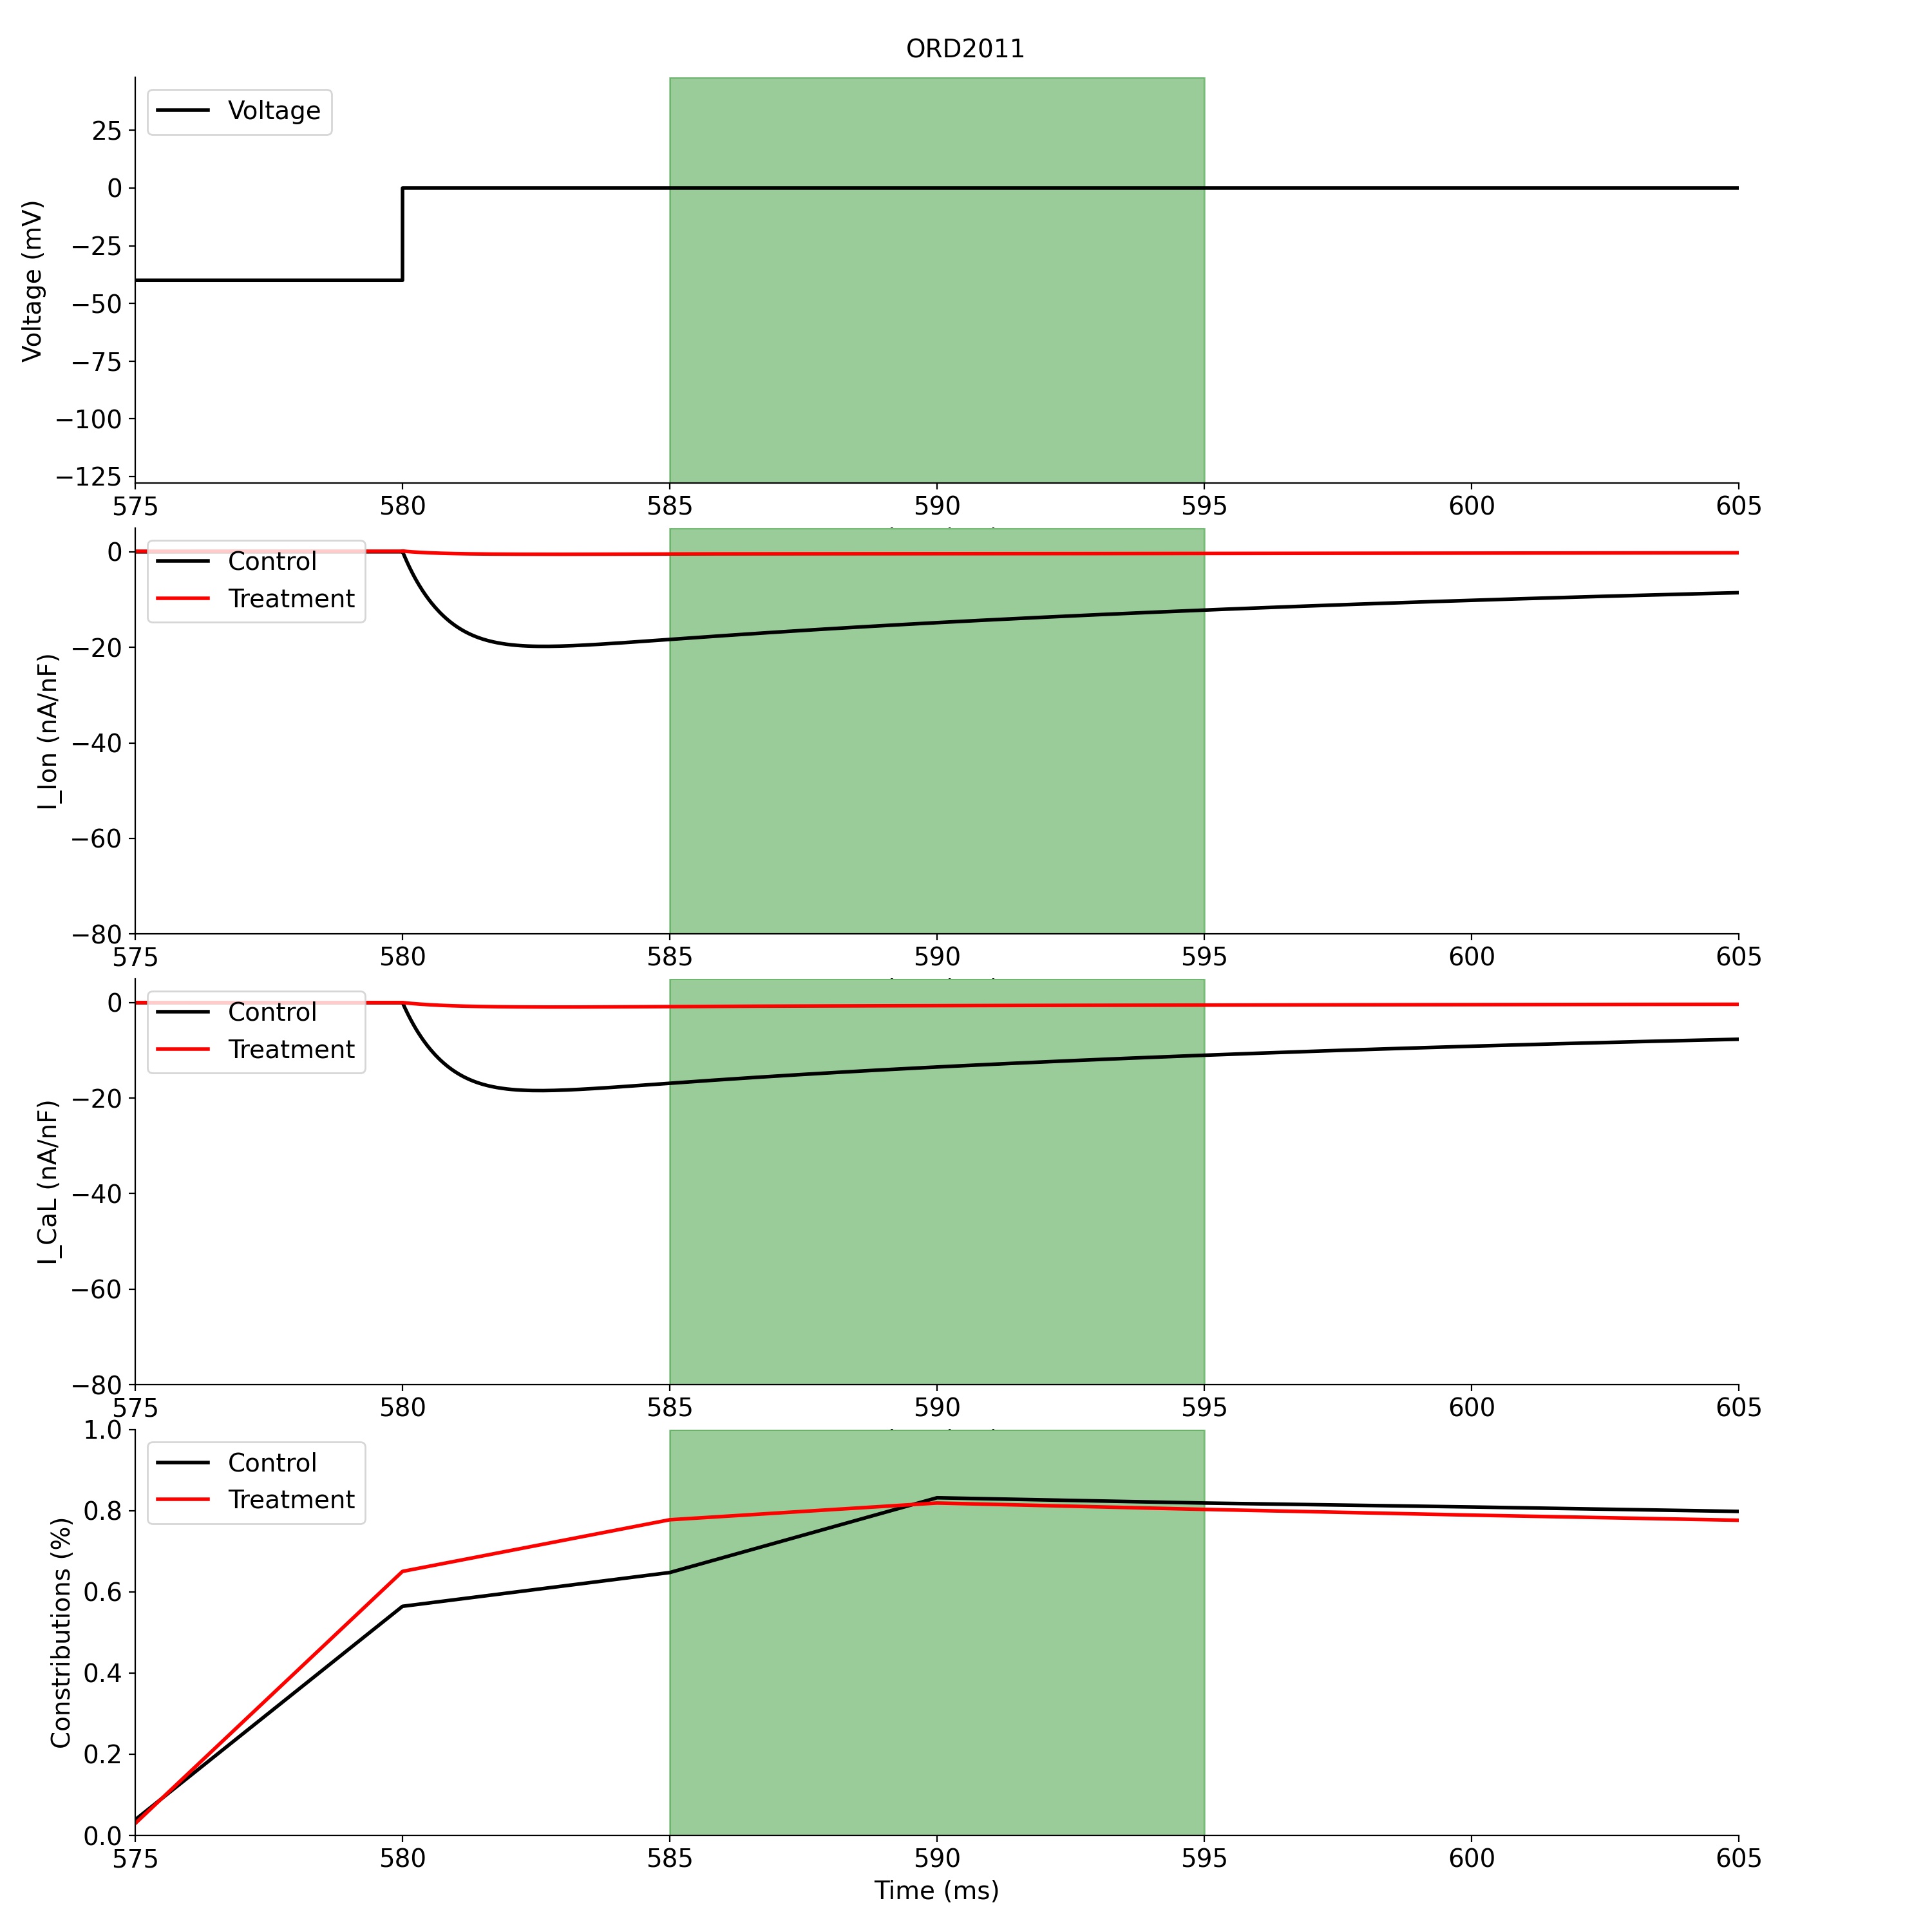 ORD2011
Voltage
Voltage (mV)
25
0
−25
−50
−75
−100
−125
575 580 585 590 595 600 605
Control
Treatment
I_Ion (nA/nF)
0
−20
−40
−60
−80
575 580 585 590 595 600 605
Control
Treatment
I_CaL (nA/nF)
0
−20
−40
−60
−80
575 580 585 590 595 600 605
Control
Treatment
Constributions (%)
1.0
0.8
0.6
0.4
0.2
0.0
575 580 585 590 595 600 605
Time (ms)